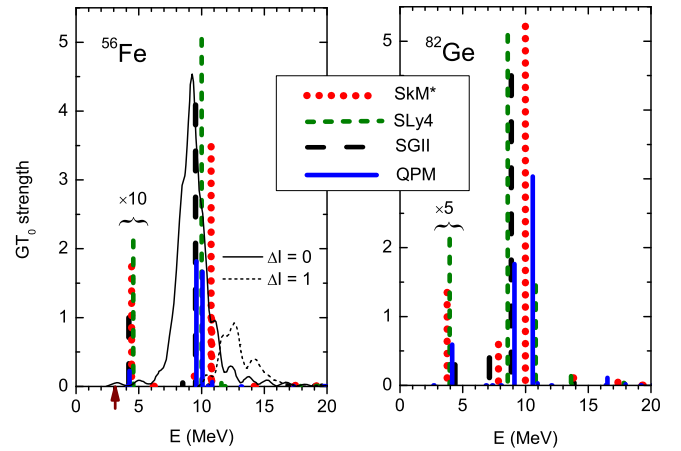 ⁵⁶Fe
⁸²Ge
SkM*
SLy4
SGII
QPM
×10
×5
ΔI = 0
ΔI = 1
GT₀ strength
5
4
3
2
1
0
5
4
3
2
1
0
0 5 10 15 20
0 5 10 15 20
E (MeV)
E (MeV)